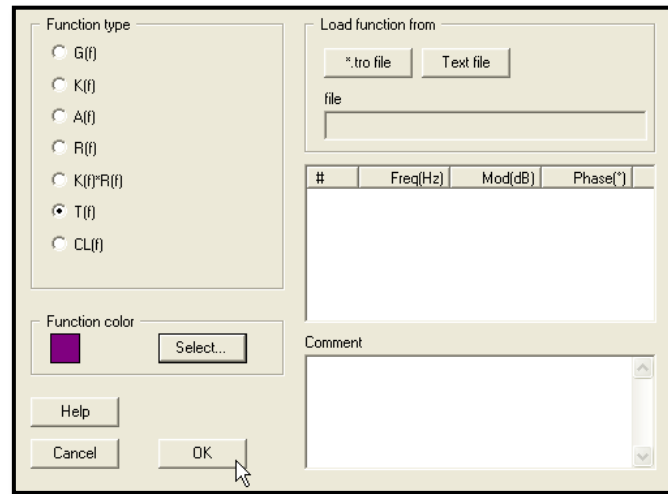 Function type
G(f)
K(f)
A(f)
R(f)
K(f)*R(f)
T(f)
CL(f)
Function color
Select...
Help
Cancel
OK
Load function from
*.tro file
Text file
file
# Freq(Hz) Mod(dB) Phase(°)
Comment